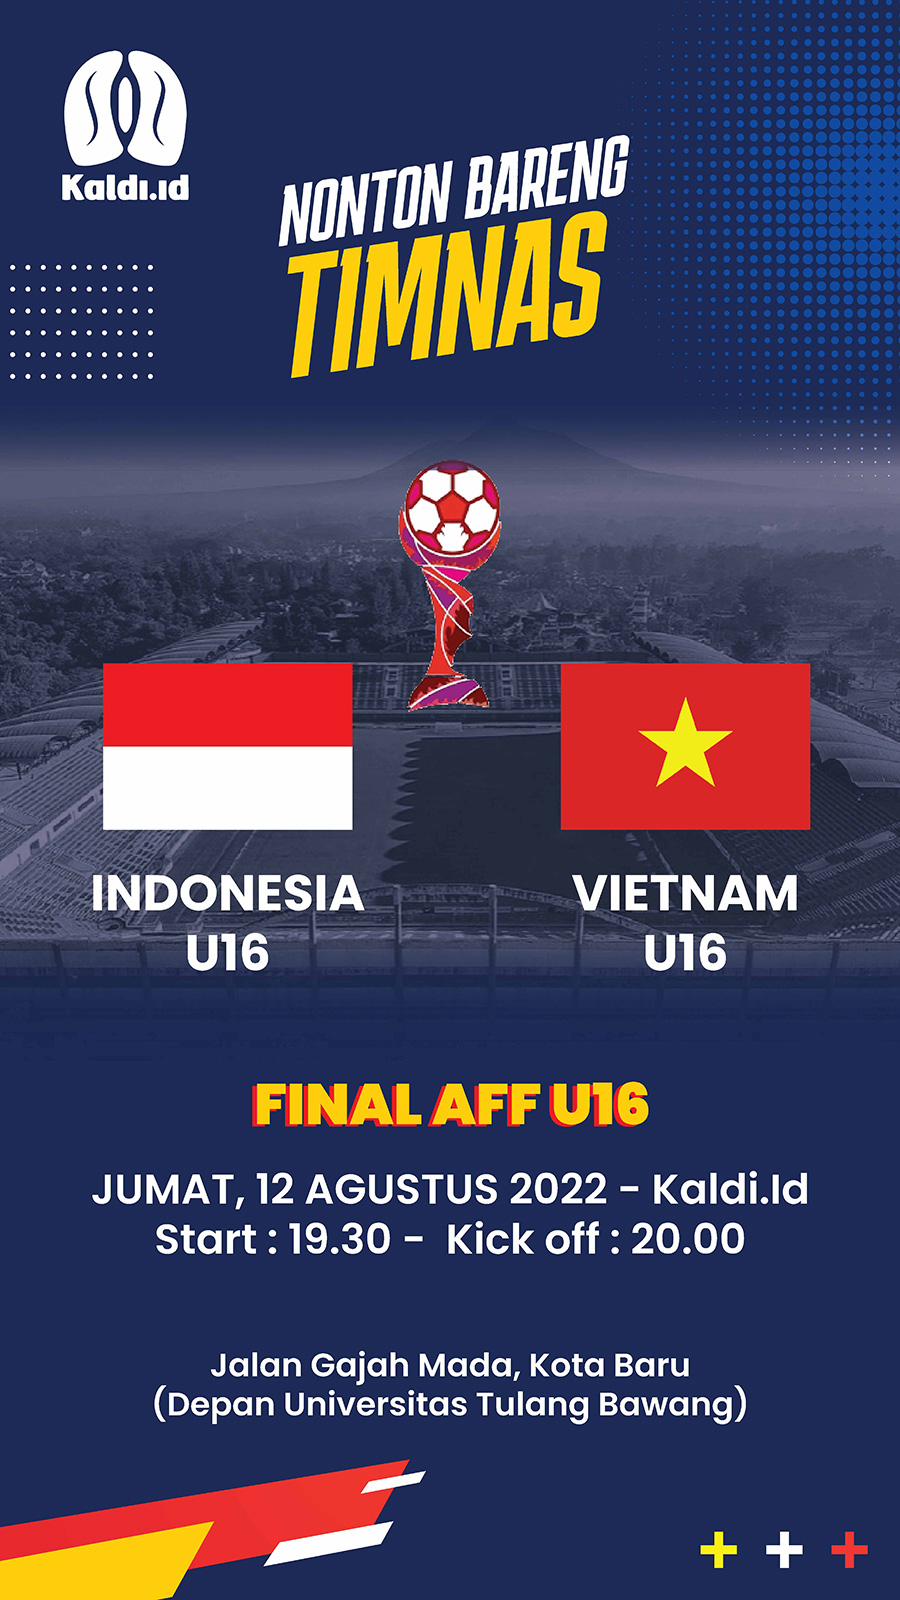 Kaldi.id
NONTON BARENG
TIMNAS
INDONESIA
U16
VIETNAM
U16
FINAL AFF U16
JUMAT, 12 AGUSTUS 2022 - Kaldi.Id
Start : 19.30 - Kick off : 20.00
Jalan Gajah Mada, Kota Baru
(Depan Universitas Tulang Bawang)